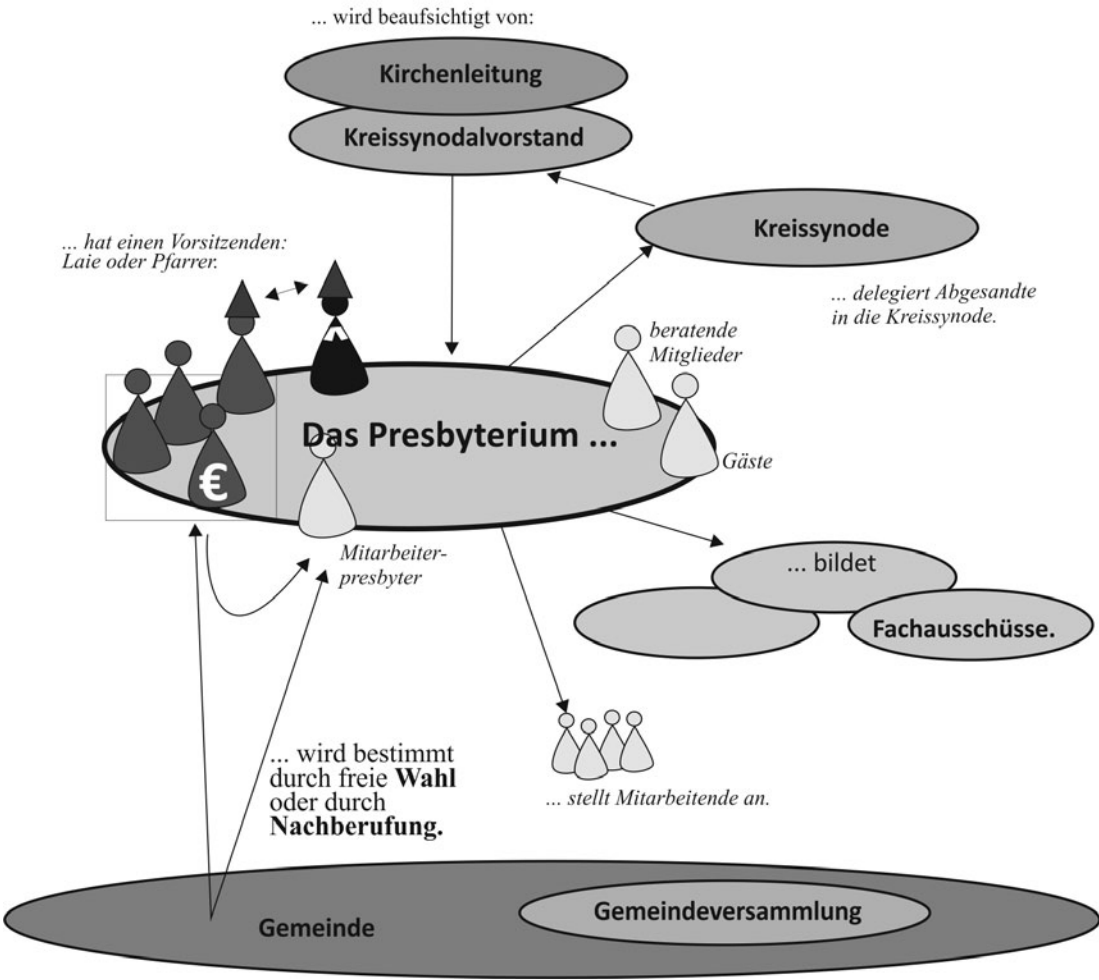 ... wird beaufsichtigt von:
Kirchenleitung
Kreissynodalvorstand
Kreissynode
... hat einen Vorsitzenden:
Laie oder Pfarrer.
... delegiert Abgesandte
in die Kreissynode.
beratende
Mitglieder
Das Presbyterium ...
Gäste
€
Mitarbeiter-
presbyter
... bildet
Fachausschüsse.
... wird bestimmt
durch freie Wahl
oder durch
Nachberufung.
... stellt Mitarbeitende an.
Gemeindeversammlung
Gemeinde